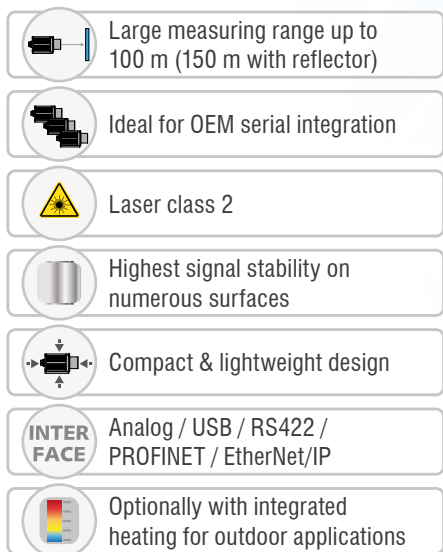 Large measuring range up to
100 m (150 m with reflector)
Ideal for OEM serial integration
Laser class 2
Highest signal stability on
numerous surfaces
Compact & lightweight design
INTER
FACE
Analog / USB / RS422 /
PROFINET / EtherNet/IP
Optionally with integrated
heating for outdoor applications